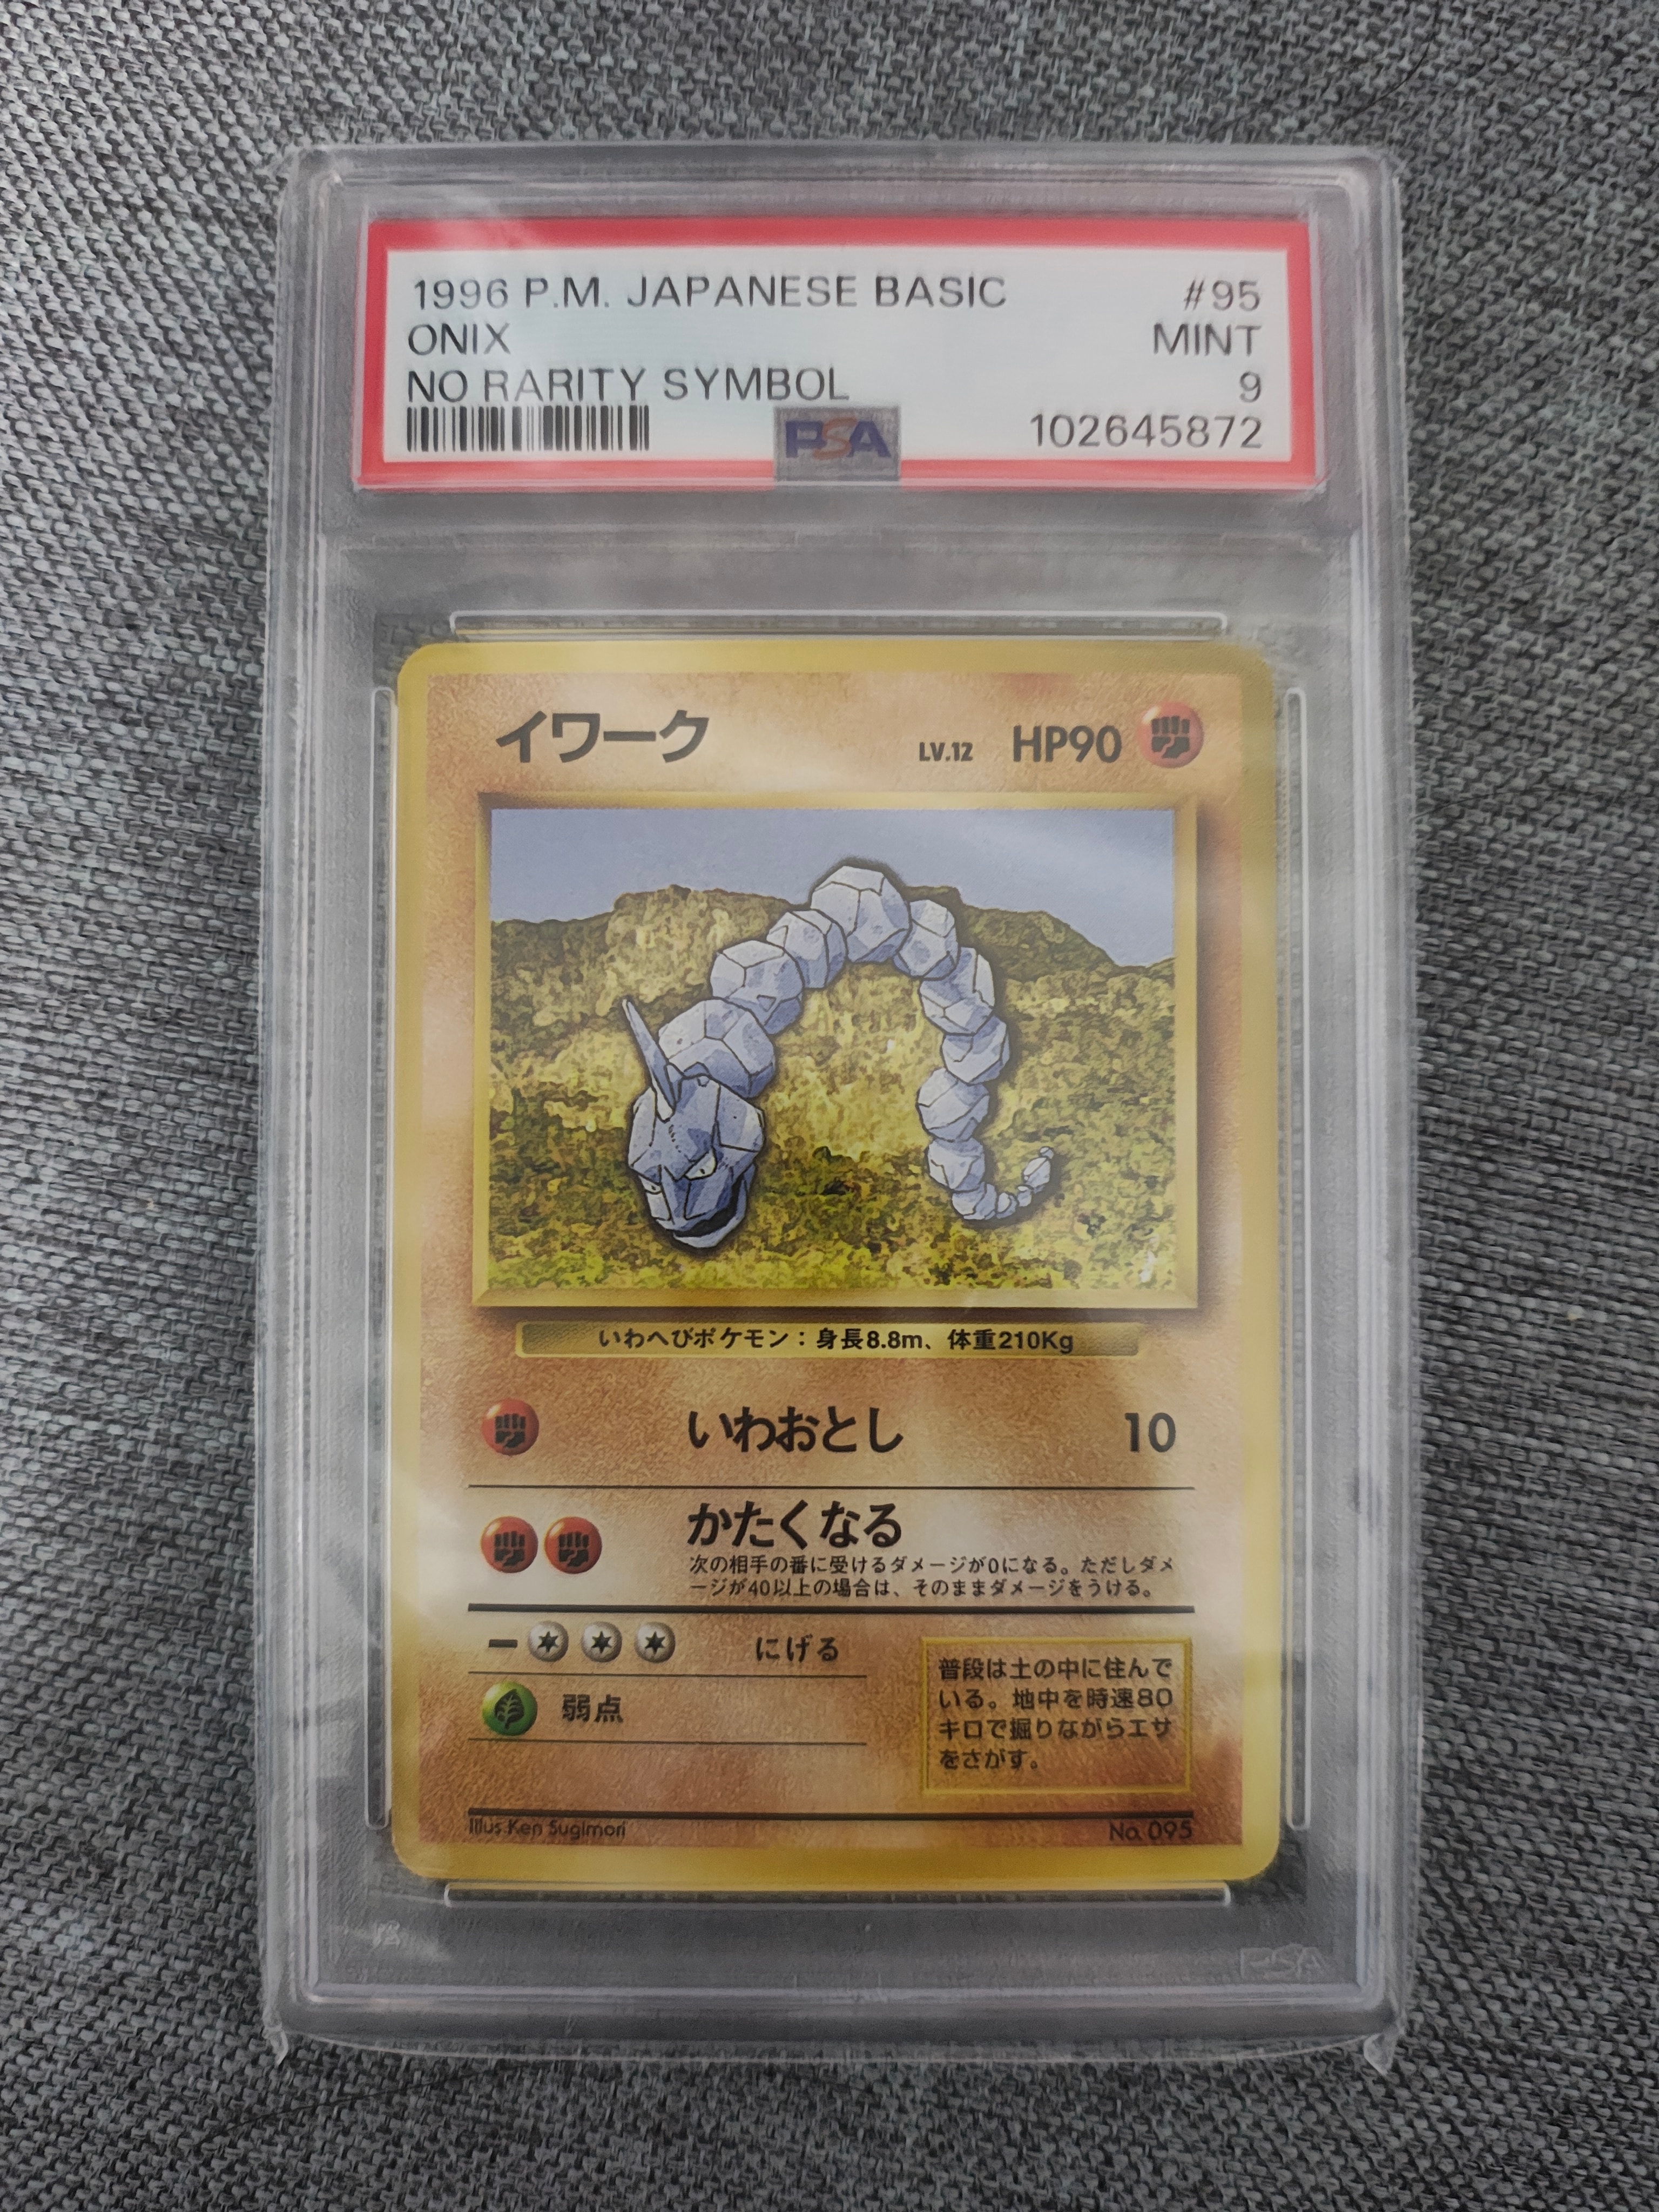 1996 P.M. JAPANESE BASIC #95
ONIX MINT
NO RARITY SYMBOL 9
PSA 102645872
イワーク LV.12 HP90
いわへびポケモン：身長8.8m、体重210Kg
いわおとし 10
かたくなる
次の相手の番に受けるダメージが0になる。ただしダメ
ージが40以上の場合は、そのままダメージをうける。
にげる
弱点
普段は土の中に住んで
いる。地中を時速80
キロで掘りながらエサ
をさがす。
Illus Ken Sugimori No. 095
PSA